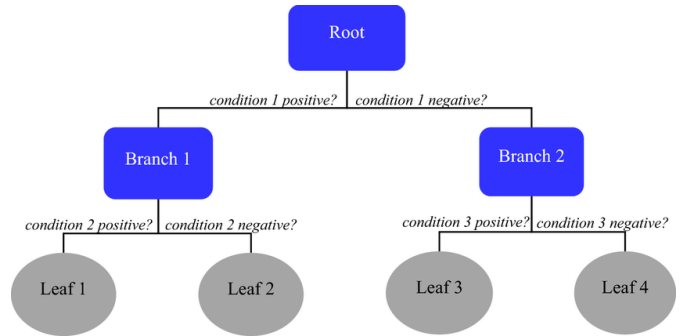 Root
condition 1 positive? condition 1 negative?
Branch 1 Branch 2
condition 2 positive? condition 2 negative? condition 3 positive? condition 3 negative?
Leaf 1 Leaf 2 Leaf 3 Leaf 4